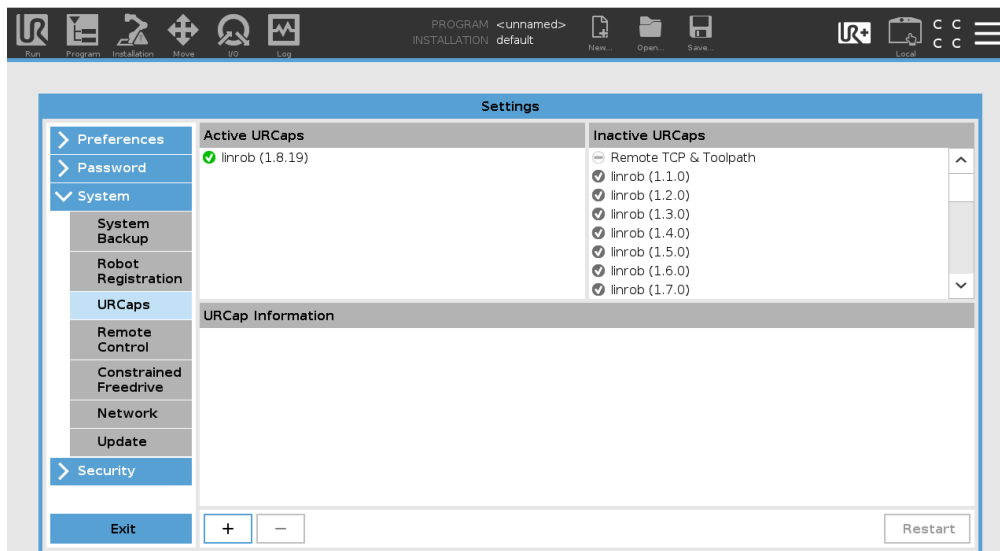 PROGRAM <unnamed>
INSTALLATION default
Run
Program
Installation
Move
I/O
Log
New...
Open...
Save...
UR+
Local
C C
C C
Settings
Preferences
Password
System
System
Backup
Robot
Registration
URCaps
Remote
Control
Constrained
Freedrive
Network
Update
Security
Exit
Active URCaps
linrob (1.8.19)
Inactive URCaps
Remote TCP & Toolpath
linrob (1.1.0)
linrob (1.2.0)
linrob (1.3.0)
linrob (1.4.0)
linrob (1.5.0)
linrob (1.6.0)
linrob (1.7.0)
URCap Information
+
−
Restart